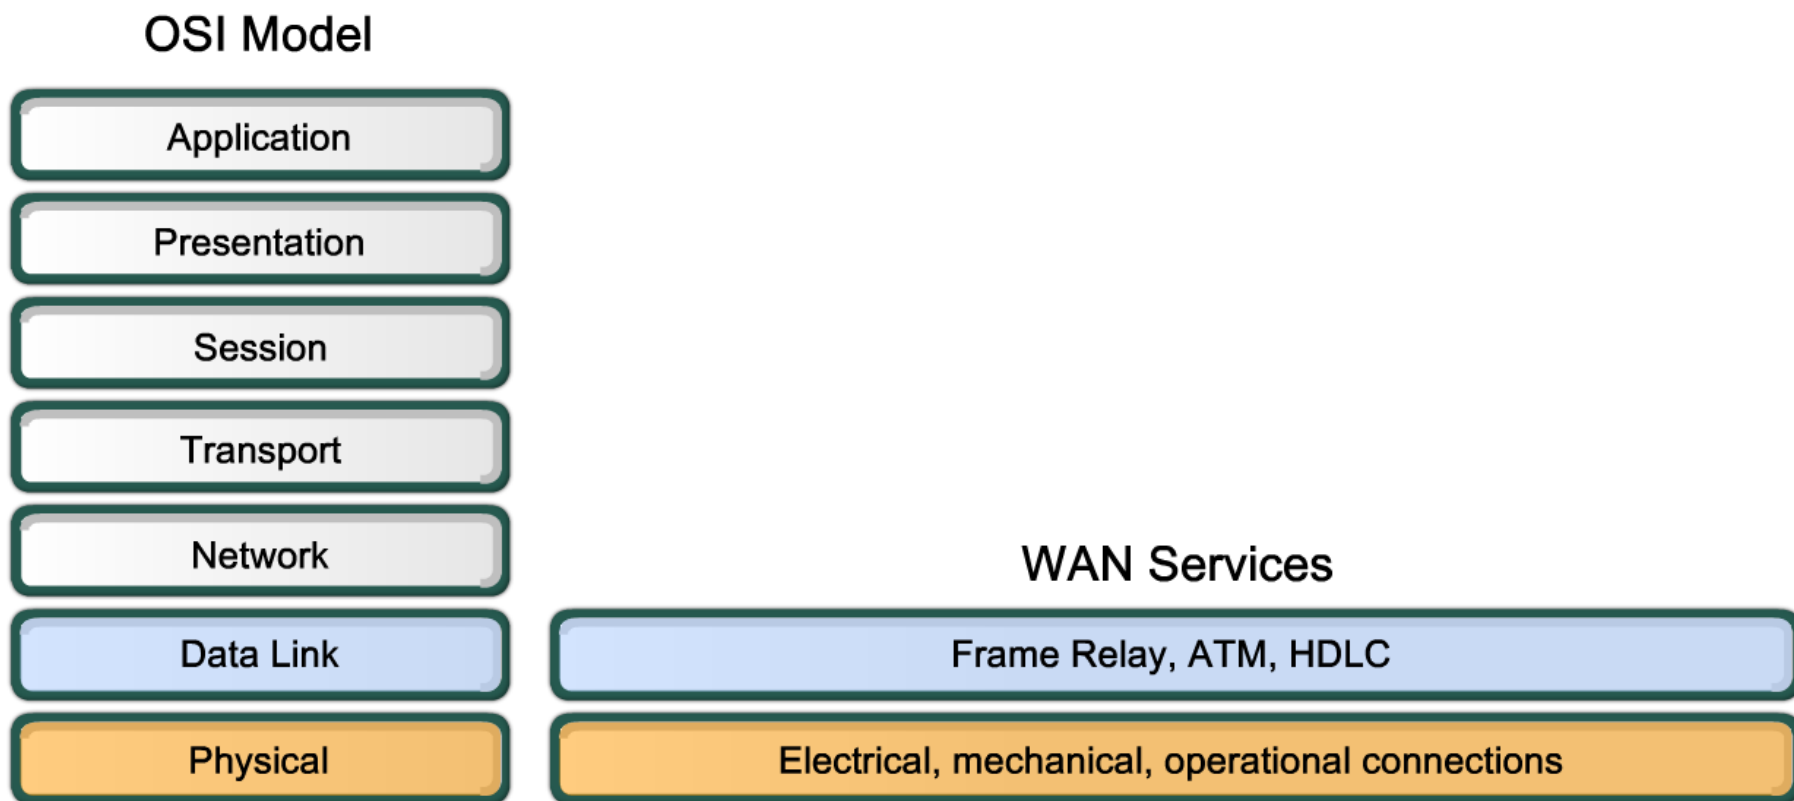 OSI Model
Application
Presentation
Session
Transport
Network
WAN Services
Data Link
Frame Relay, ATM, HDLC
Physical
Electrical, mechanical, operational connections